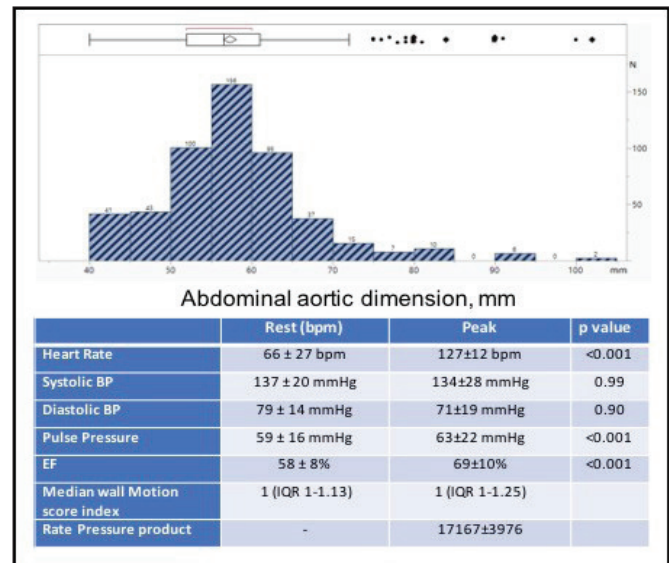 N
150
156
100
100
96
50
43
37
15
10
6
0
0
2
40
50
60
70
80
90
100
mm
Abdominal aortic dimension, mm
Rest (bpm) Peak p value
Heart Rate 66 ± 27 bpm 127±12 bpm <0.001
Systolic BP 137 ± 20 mmHg 134±28 mmHg 0.99
Diastolic BP 79 ± 14 mmHg 71±19 mmHg 0.90
Pulse Pressure 59 ± 16 mmHg 63±22 mmHg <0.001
EF 58 ± 8% 69±10% <0.001
Median wall Motion 1 (IQR 1-1.13) 1 (IQR 1-1.25)
score index
Rate Pressure product - 17167±3976